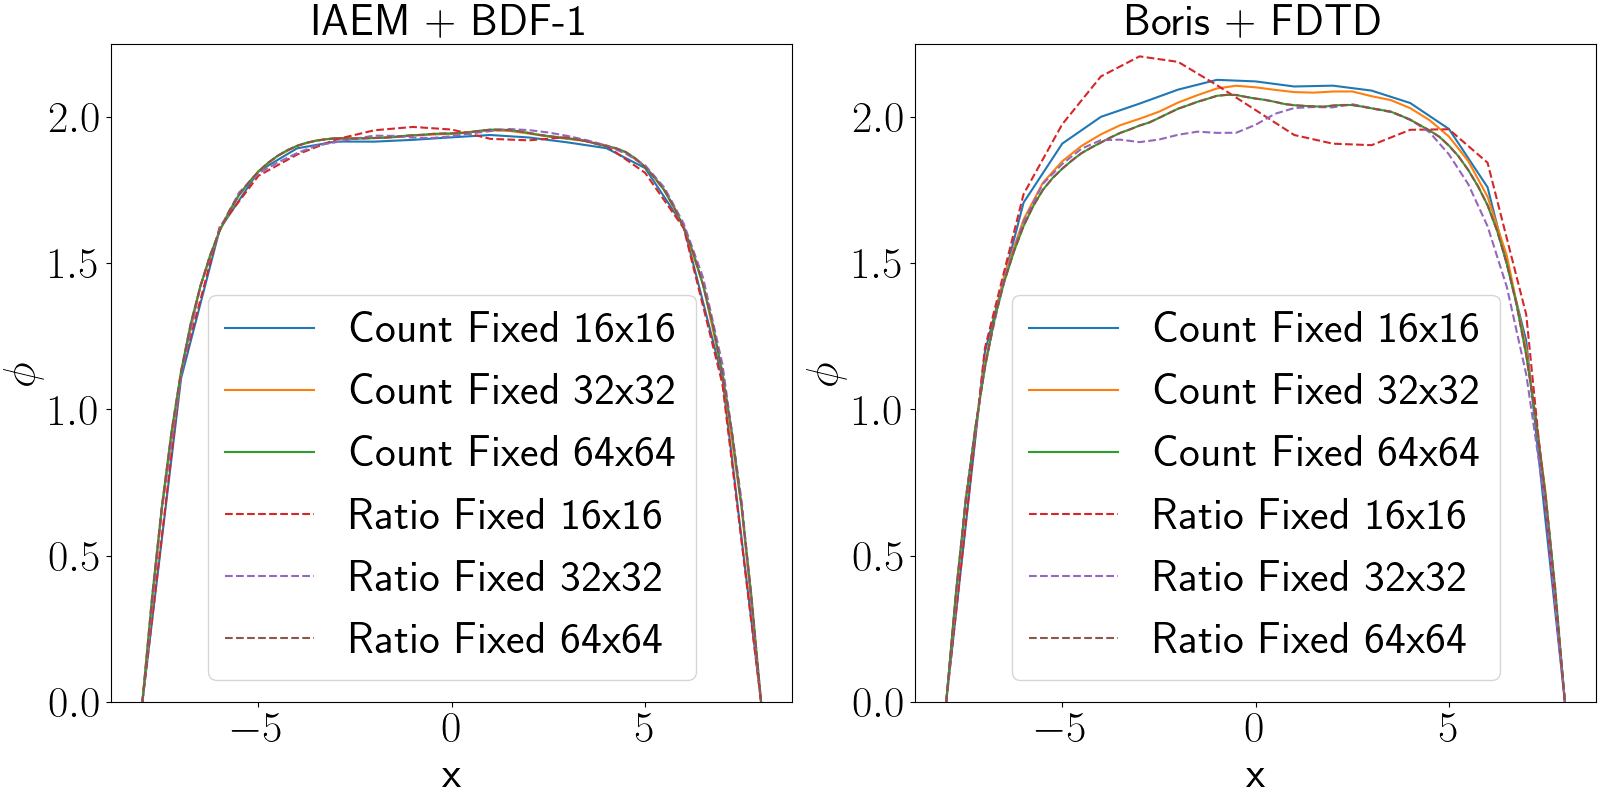 IAEM + BDF-1
ϕ
2.0
1.5
1.0
0.5
0.0
Count Fixed 16x16
Count Fixed 32x32
Count Fixed 64x64
Ratio Fixed 16x16
Ratio Fixed 32x32
Ratio Fixed 64x64
−5 0 5
x
Boris + FDTD
ϕ
2.0
1.5
1.0
0.5
0.0
Count Fixed 16x16
Count Fixed 32x32
Count Fixed 64x64
Ratio Fixed 16x16
Ratio Fixed 32x32
Ratio Fixed 64x64
−5 0 5
x